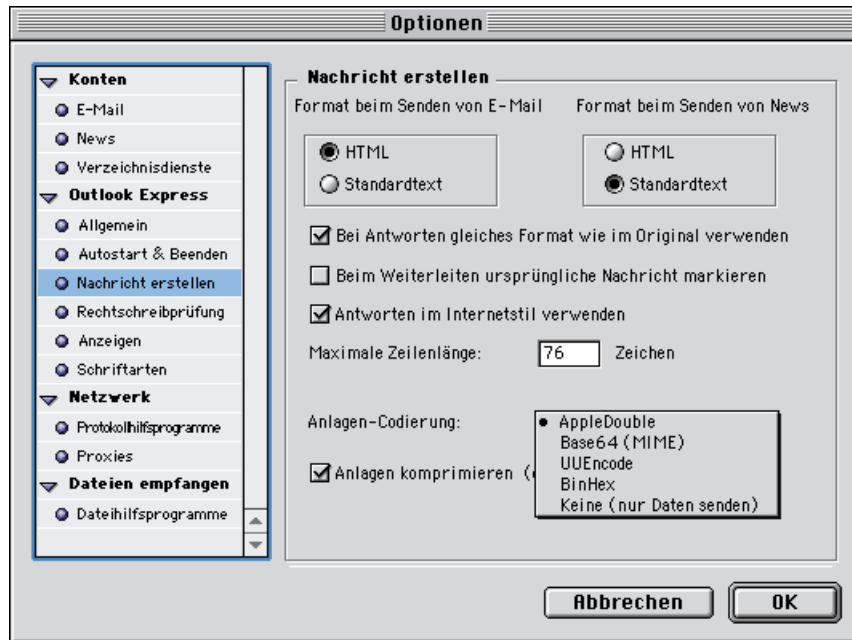 Optionen
Konten
E-Mail
News
Verzeichnisdienste
Outlook Express
Allgemein
Autostart & Beenden
Nachricht erstellen
Rechtschreibprüfung
Anzeigen
Schriftarten
Netzwerk
Protokollhilfsprogramme
Proxies
Dateien empfangen
Dateihilfsprogramme
Nachricht erstellen
Format beim Senden von E-Mail
HTML
Standardtext
Format beim Senden von News
HTML
Standardtext
Bei Antworten gleiches Format wie im Original verwenden
Beim Weiterleiten ursprüngliche Nachricht markieren
Antworten im Internetstil verwenden
Maximale Zeilenlänge: 76 Zeichen
Anlagen-Codierung:
AppleDouble
Base64 (MIME)
UUEncode
BinHex
Keine (nur Daten senden)
Anlagen komprimieren (
Abbrechen
OK